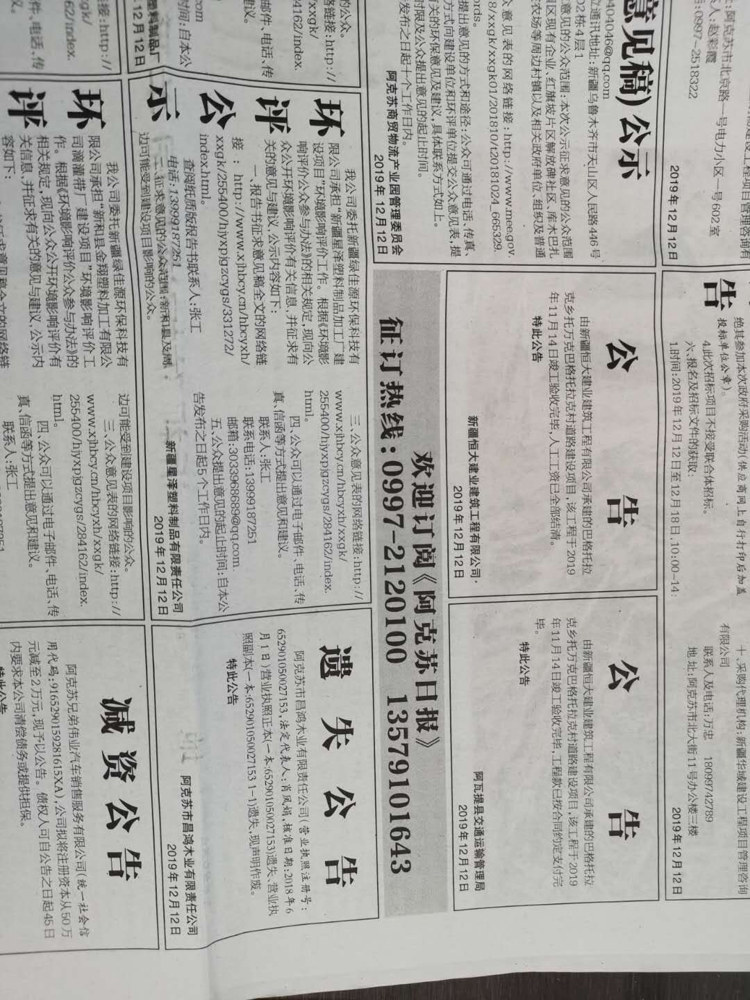 意见稿)公示
址:阿克苏市北京路一号电力小区一号602室
系人:赵彩霞
0997-2518322
2019年12月12日
04046@qq.com
通讯地址:新疆乌鲁木齐市天山区人民路446号
02栋4层1
意见的公众范围:本次公示征求意见的公众范围
园区现有企业、红旗坡片区解放碑社区、库木巴扎
农场等周边村镇以及相关政府单位、组织及普通
众意见表的网络链接:http://www.mee.gov.
8/xxgk/xxgk01/201810/t20181024_665329.
提出意见的方式和途径:公众可通过电话、传真、
方式向建设单位和环评单位提交公众意见表,提
有关的环保意见及建议,具体联系方式如上。
时限及公众提出意见的起止时间。
发布之日起十个工作日内。
阿克苏商贸物流产业园管理委员会
2019年12月12日
告
绝其参加本次政府采购活动(供应商网上自行打印后加盖
投标单位公章)。
4.此次招标项目不接受联合体招标。
六、报名及招标文件的获取:
1.时间:2019年12月12日至12月18日,10:00-14:
十、采购代理机构:新疆华域建设工程项目管理咨询
有限公司
联系人及电话:万忠 18099742789
地址:阿克苏市北大街11号办公楼三楼
2019年12月12日
公告
由新疆恒大建业建筑工程有限公司承建的巴格托拉
克乡托万克巴格托拉克村道路建设项目,该工程于2019
年11月14日竣工验收完毕,人工工资已全部结清。
特此公告
新疆恒大建业建筑工程有限公司
2019年12月12日
公告
由新疆恒大建业建筑工程有限公司承建的巴格托拉
克乡托万克巴格托拉克村道路建设项目,该工程于2019
年11月14日竣工验收完毕,工程款已按合同约定支付完
毕。
特此公告
阿瓦提县交通运输管理局
2019年12月12日
欢迎订阅《阿克苏日报》
征订热线:0997-2120100 13579101643
环评公示
我公司委托新疆绿佳源环保科技有
限公司承担“新疆星泽塑料制品加工厂建
设项目”环境影响评价工作。根据《环境影
响评价公众参与办法》的相关规定,现向公
众公开环境影响评价有关信息,并征求有
关的意见与建议,公示内容如下:
一、报告书征求意见稿全文的网络链
接:http://www.xjhbcy.cn/hbcyxh/
xxgk/255400/hjyxpjgzcygs/331272/
index.html。
查阅纸质版报告书联系人:张工
电话:13999187251
二、征求意见的公众范围:新和县及周
边可能受到建设项目影响的公众。
三、公众意见表的网络链接:http://
www.xjhbcy.cn/hbcyxh/xxgk/
255400/hjyxpjgzcygs/284162/index.
html。
四、公众可以通过电子邮件、电话、传
真、信函等方式提出意见和建议。
联系人:张工
联系电话:13999187251
邮箱:303396868​9@qq.com.
五、公众提出意见的起止时间:自本公
告发布之日起5个工作日内。
新疆星泽塑料制品有限责任公司
2019年12月12日
遗失公告
阿克苏市昌鸿木业有限责任公司(营业执照注册号:
652901050027153,法定代表人:肖风娟,核准日期:2018年6
月1日)营业执照正本(一本:652901050027153)遗失、营业执
照副本(一本:652901050027153 1-1)遗失,现声明作废。
特此公告
阿克苏市昌鸿木业有限责任公司
2019年12月12日
环评
我公司委托新疆绿佳源环保科技有
限公司承担“新和县金翔塑料加工有限公
司滴灌带厂建设项目”环境影响评价工
作。根据《环境影响评价公众参与办法》的
相关规定,现向公众公开环境影响评价有
关信息,并征求有关的意见与建议,公示内
容如下:
边可能受到建设项目影响的公众。
三、公众意见表的网络链接:http://
www.xjhbcy.cn/hbcyxh/xxgk/
255400/hjyxpjgzcygs/284162/index.
html。
四、公众可以通过电子邮件、电话、传
真、信函等方式提出意见和建议。
联系人:张工
减资公告
阿克苏兄弟伟业汽车销售服务有限公司(统一社会信
用代码:91652901592816​15XA),公司拟将注册资本从50万
元减至2万元,现予以公告。债权人可自公告之日起45日
内要求本公司清偿债务或提供担保。
特此公告